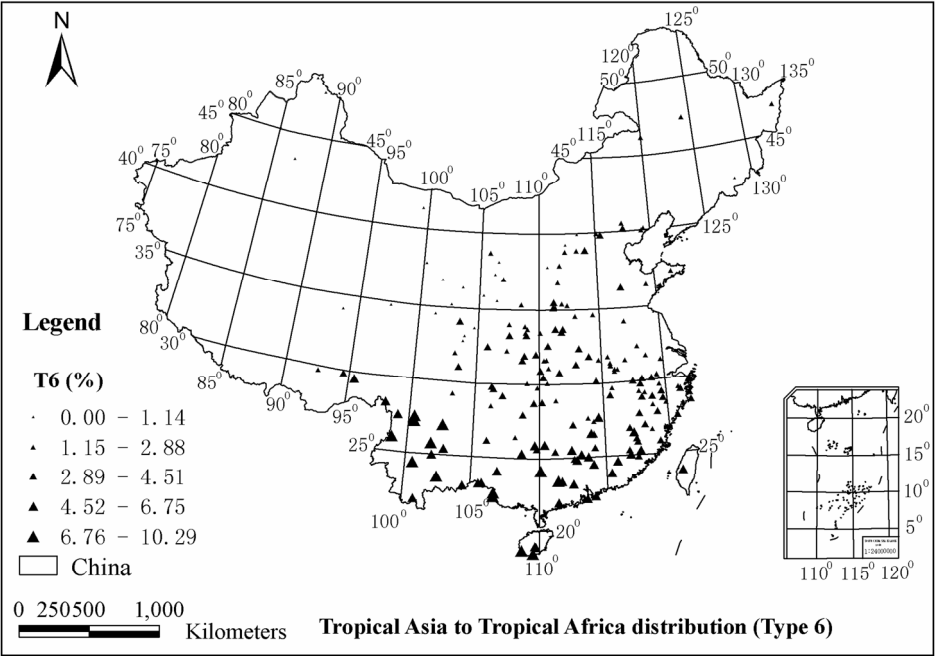 N
125⁰
120⁰
50⁰
50⁰ 130⁰ 135⁰
85⁰ 90⁰
45⁰ 80⁰
45⁰ 115⁰
45⁰
40⁰ 75⁰ 80⁰
45⁰ 95⁰
100⁰ 105⁰ 110⁰
130⁰
75⁰
125⁰
35⁰
Legend
80⁰
30⁰
T6 (%)
85⁰
90⁰
95⁰
0.00 - 1.14
1.15 - 2.88
2.89 - 4.51
4.52 - 6.75
6.76 - 10.29
China
25⁰
25⁰
100⁰
105⁰
20⁰
110⁰
20⁰
15⁰
10⁰
5⁰
1:24000000
110⁰ 115⁰ 120⁰
0 250500 1,000
Kilometers
Tropical Asia to Tropical Africa distribution (Type 6)